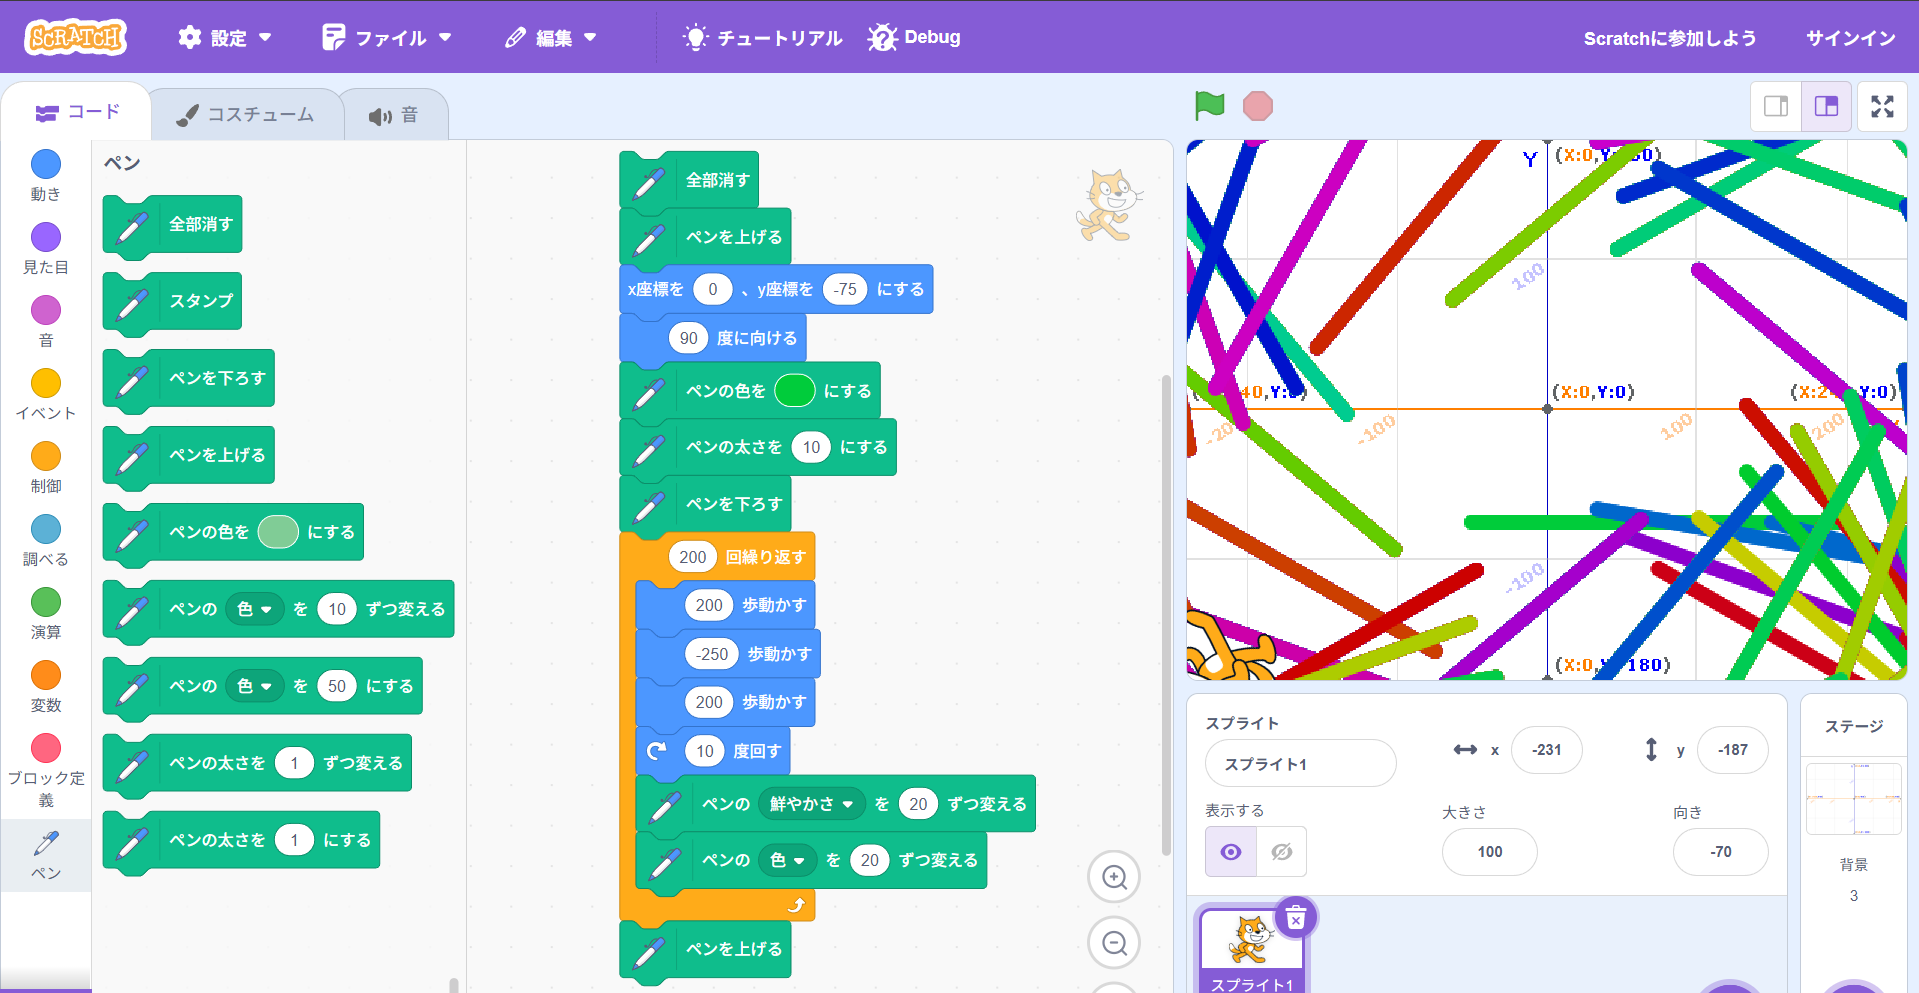 SCRATCH 設定 ファイル 編集 チュートリアル Debug Scratchに参加しよう サインイン
コード コスチューム 音
動き
見た目
音
イベント
制御
調べる
演算
変数
ブロック定
義
ペン
ペン
全部消す
スタンプ
ペンを下ろす
ペンを上げる
ペンの色を にする
ペンの 色 を 10 ずつ変える
ペンの 色 を 50 にする
ペンの太さを 1 ずつ変える
ペンの太さを 1 にする
全部消す
ペンを上げる
x座標を 0 、y座標を -75 にする
90 度に向ける
ペンの色を にする
ペンの太さを 10 にする
ペンを下ろす
200 回繰り返す
200 歩動かす
-250 歩動かす
200 歩動かす
10 度回す
ペンの 鮮やかさ を 20 ずつ変える
ペンの 色 を 20 ずつ変える
ペンを上げる
Y
100
(X:0,Y:0)
-200 -100 100 200
-100
スプライト
スプライト1 x -231 y -187
表示する 大きさ 向き
100 -70
スプライト1
ステージ
背景
3